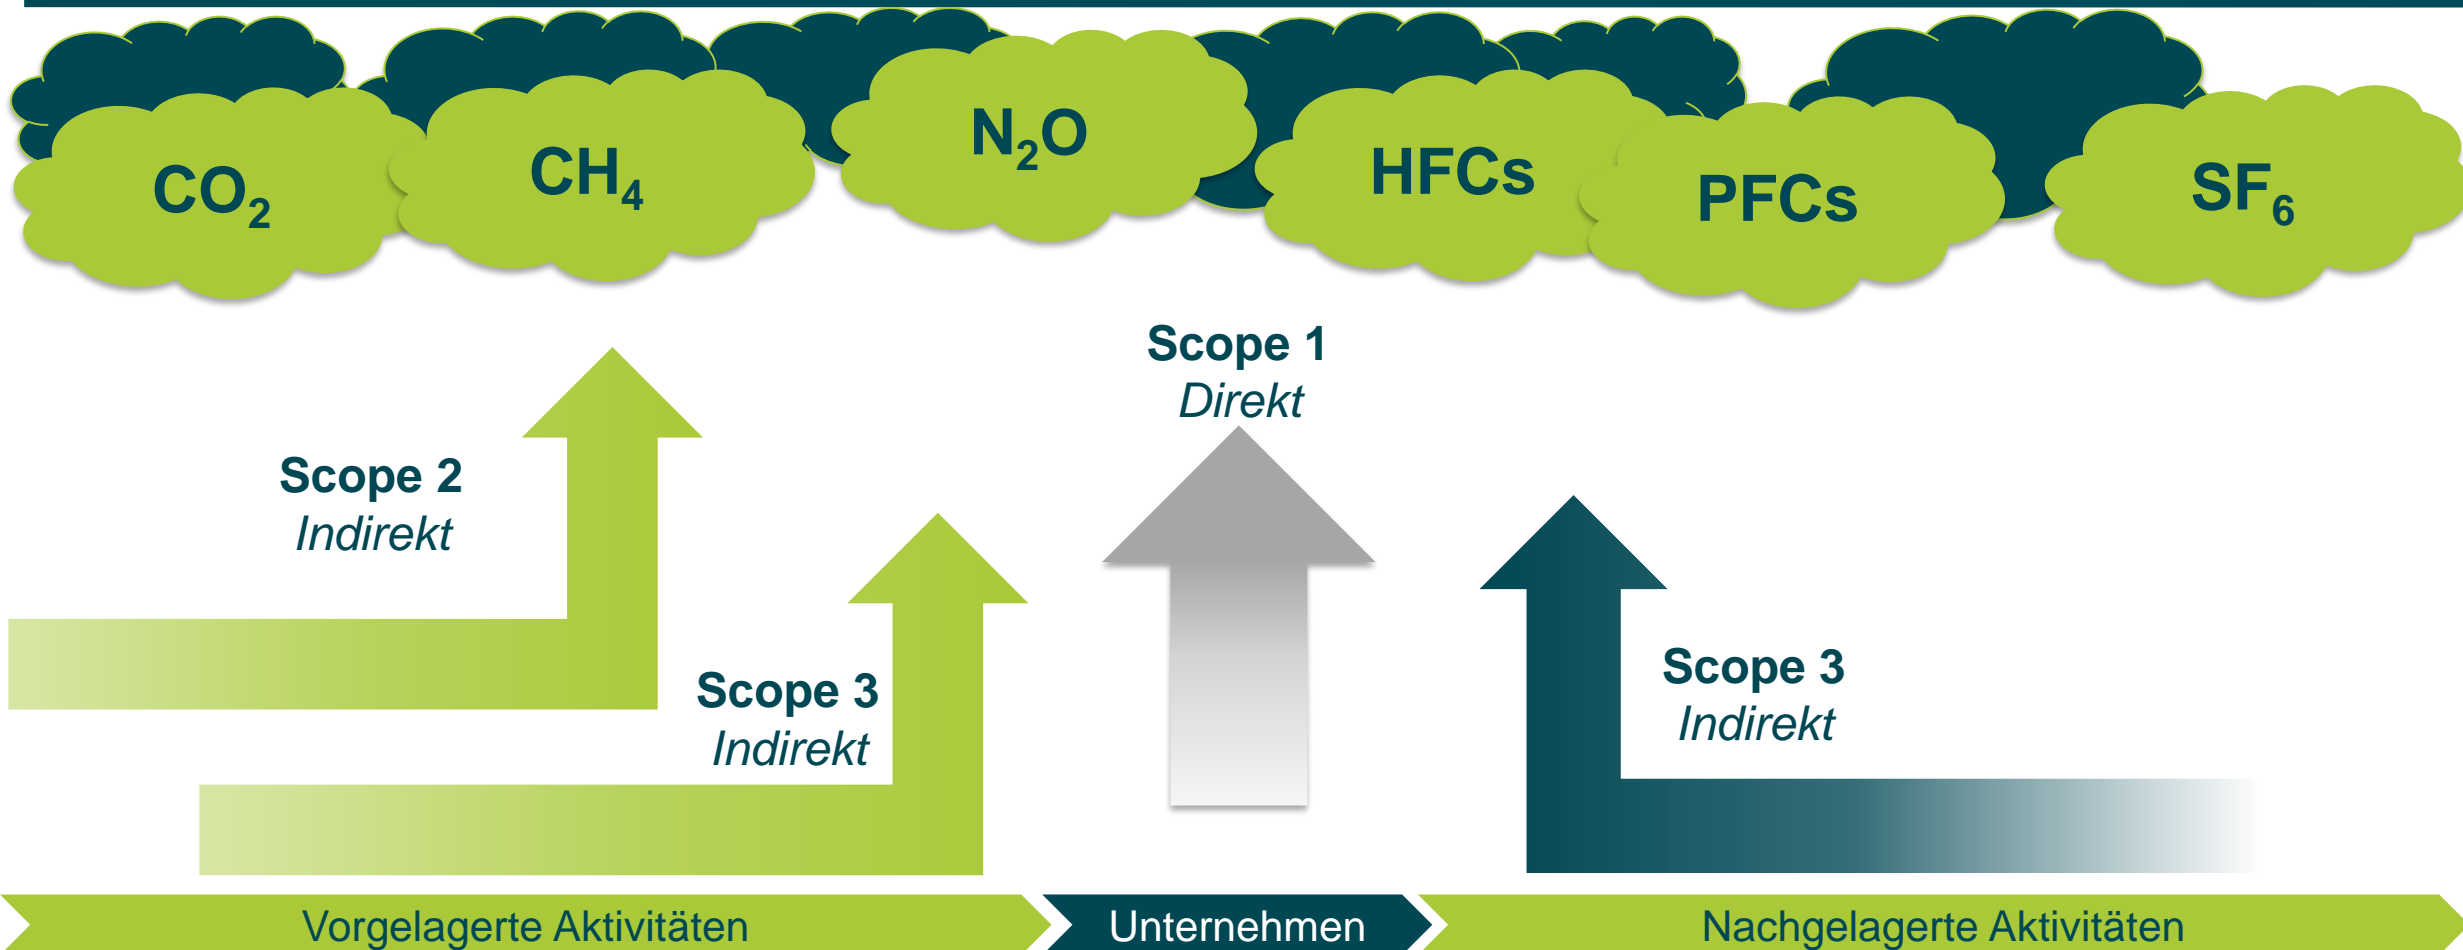 CO₂
CH₄
N₂O
HFCs
PFCs
SF₆
Scope 1
Direkt
Scope 2
Indirekt
Scope 3
Indirekt
Scope 3
Indirekt
Vorgelagerte Aktivitäten
Unternehmen
Nachgelagerte Aktivitäten